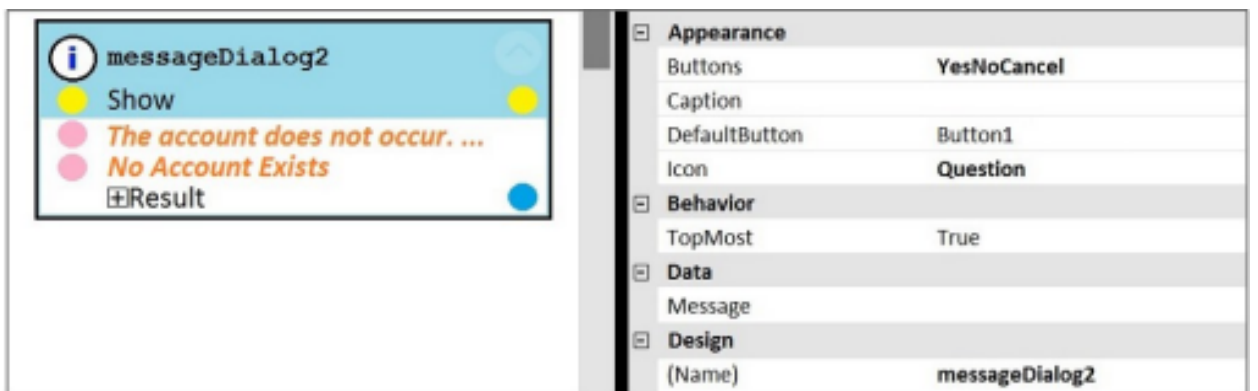 messageDialog2
Show
The account does not occur. ...
No Account Exists
Result
Appearance
Buttons YesNoCancel
Caption
DefaultButton Button1
Icon Question
Behavior
TopMost True
Data
Message
Design
(Name) messageDialog2